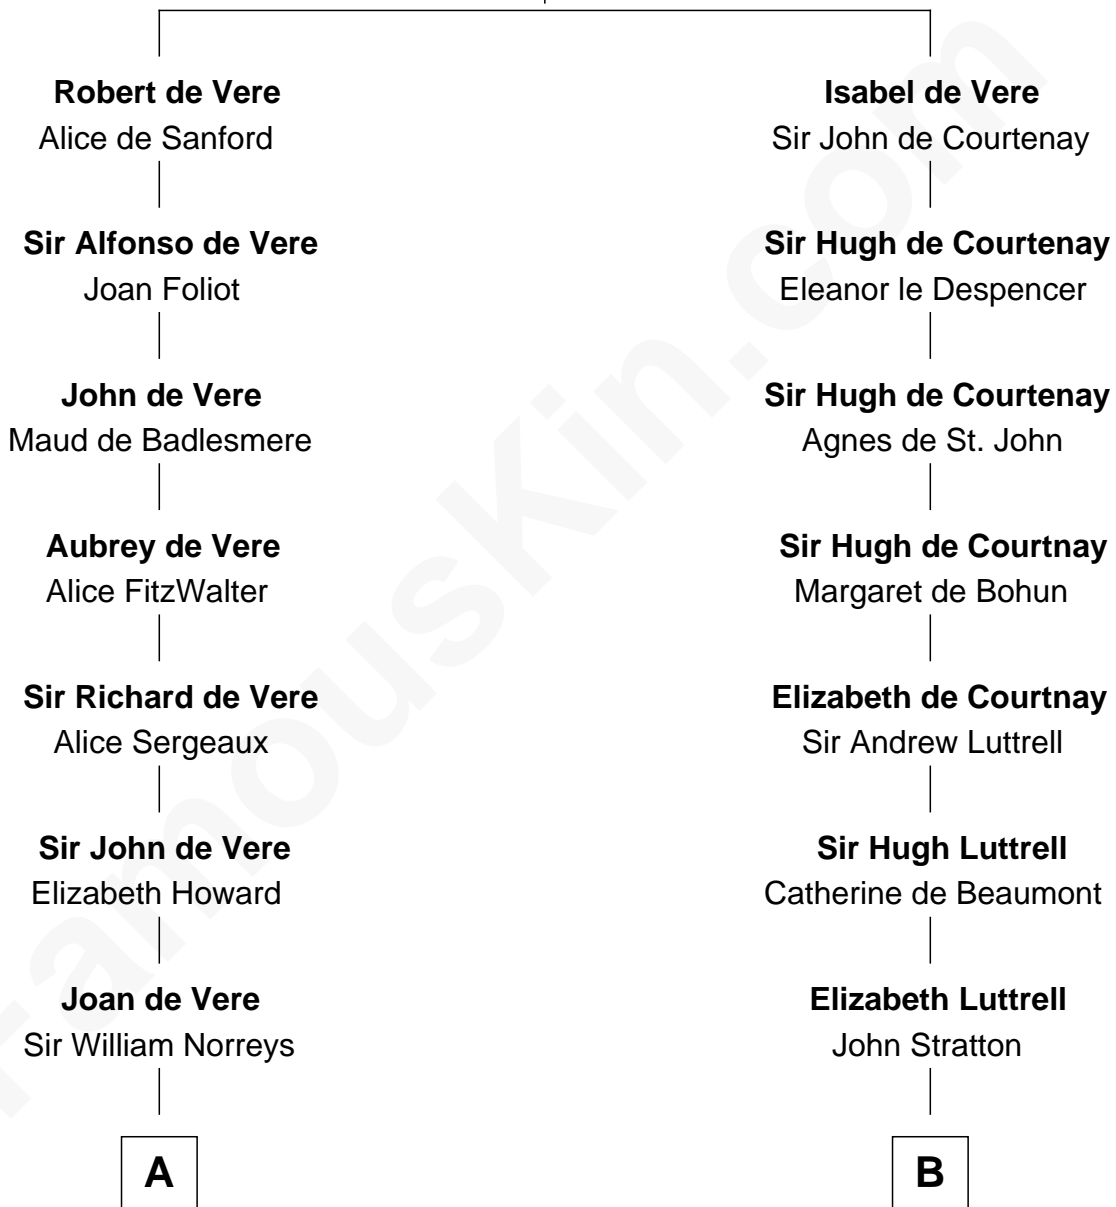 Robert de Vere
Alice de Sanford
Sir Alfonso de Vere
Joan Foliot
John de Vere
Maud de Badlesmere
Aubrey de Vere
Alice FitzWalter
Sir Richard de Vere
Alice Sergeaux
Sir John de Vere
Elizabeth Howard
Joan de Vere
Sir William Norreys
A
Isabel de Vere
Sir John de Courtenay
Sir Hugh de Courtenay
Eleanor le Despencer
Sir Hugh de Courtenay
Agnes de St. John
Sir Hugh de Courtnay
Margaret de Bohun
Elizabeth de Courtnay
Sir Andrew Luttrell
Sir Hugh Luttrell
Catherine de Beaumont
Elizabeth Luttrell
John Stratton
B
FamousKin.com